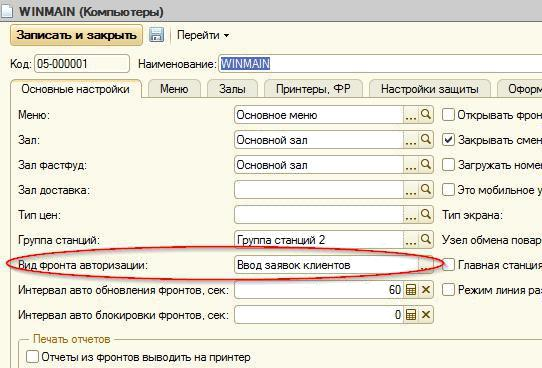 WINMAIN (Компьютеры)
Записать и закрыть Перейти
Код: 05-000001 Наименование: WINMAIN
Основные настройки Меню Залы Принтеры, ФР Настройки защиты Оформ
Меню: Основное меню ... Открывать фрон
Зал: Основной зал ... Закрывать смен
Зал фастфуд: Основной зал ... Загружать номе
Зал доставка: ... Это мобильное у
Тип цен: ... Тип экрана:
Группа станций: Группа станций 2 ... Узел обмена повар
Вид фронта авторизации: Ввод заявок клиентов ... Главная станция
Интервал авто обновления фронтов, сек: 60 Режим линия раз
Интервал авто блокировки фронтов, сек: 0
Печать отчетов
Отчеты из фронтов выводить на принтер